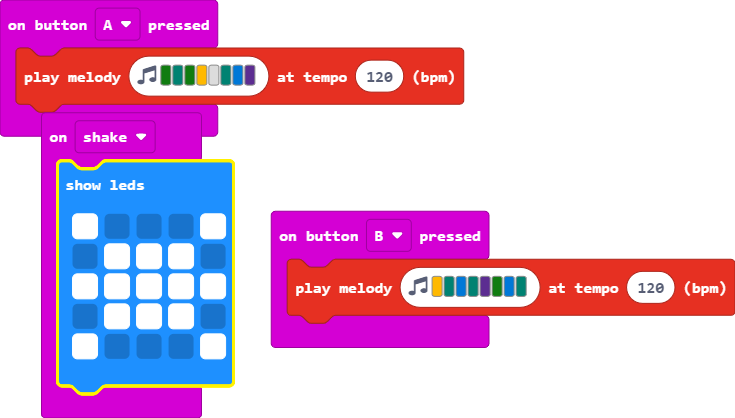 on button A pressed
play melody at tempo 120 (bpm)
on shake
show leds
on button B pressed
play melody at tempo 120 (bpm)